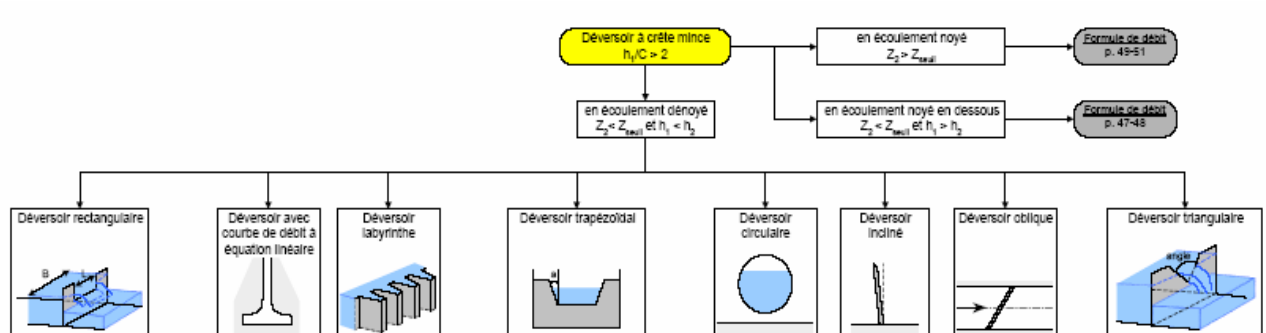 Déversoir à crête mince
h1/C > 2
en écoulement noyé
Z2 > Zseuil
Formule de débit
p. 49-51
en écoulement dénoyé
Z2 < Zseuil et h1 < h2
en écoulement noyé en dessous
Z2 < Zseuil et h1 > h2
Formule de débit
p. 47-48
Déversoir rectangulaire
B
L
Déversoir avec
courbe de débit à
équation linéaire
Déversoir
labyrinthe
Déversoir trapézoïdal
a
Déversoir
circulaire
Déversoir
incliné
Déversoir oblique
Déversoir triangulaire
angle